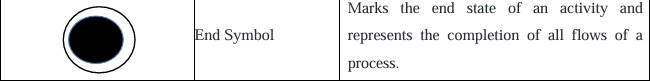 End Symbol
Marks the end state of an activity and
represents the completion of all flows of a
process.